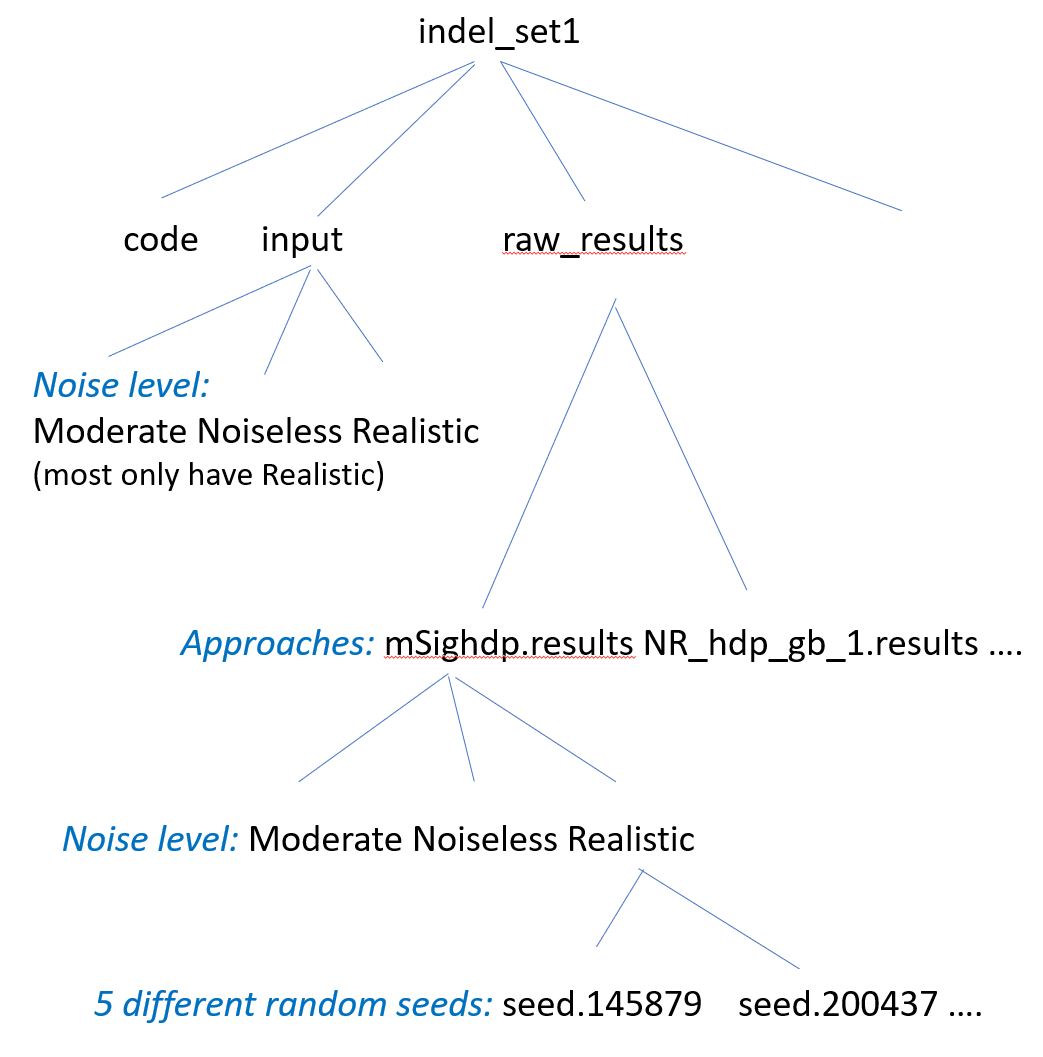 indel_set1
code input raw_results
Noise level:
Moderate Noiseless Realistic
(most only have Realistic)
Approaches: mSighdp.results NR_hdp_gb_1.results ....
Noise level: Moderate Noiseless Realistic
5 different random seeds: seed.145879 seed.200437 ....